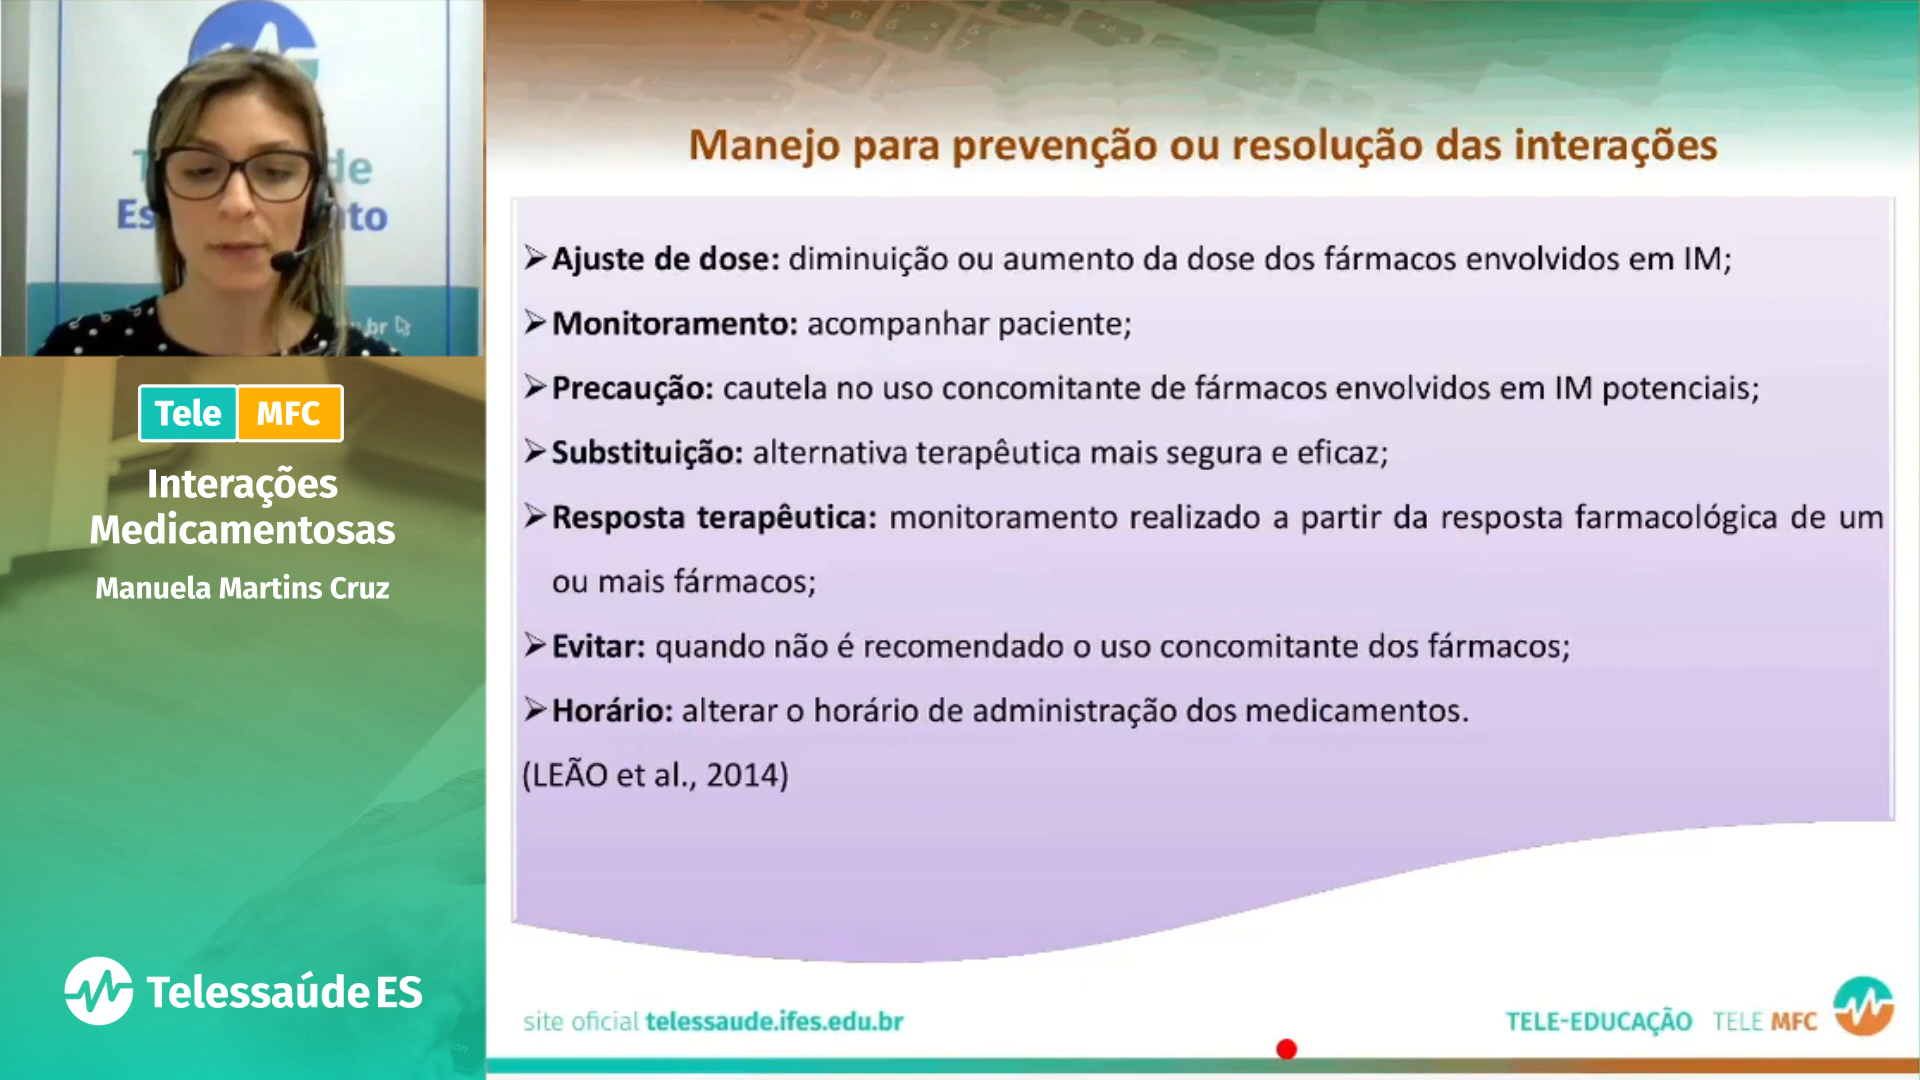 Tele MFC
Interações
Medicamentosas
Manuela Martins Cruz
TelessaúdeES
Manejo para prevenção ou resolução das interações
➢Ajuste de dose: diminuição ou aumento da dose dos fármacos envolvidos em IM;
➢Monitoramento: acompanhar paciente;
➢Precaução: cautela no uso concomitante de fármacos envolvidos em IM potenciais;
➢Substituição: alternativa terapêutica mais segura e eficaz;
➢Resposta terapêutica: monitoramento realizado a partir da resposta farmacológica de um
ou mais fármacos;
➢Evitar: quando não é recomendado o uso concomitante dos fármacos;
➢Horário: alterar o horário de administração dos medicamentos.
(LEÃO et al., 2014)
site oficial telessaude.ifes.edu.br
TELE-EDUCAÇÃO TELE MFC